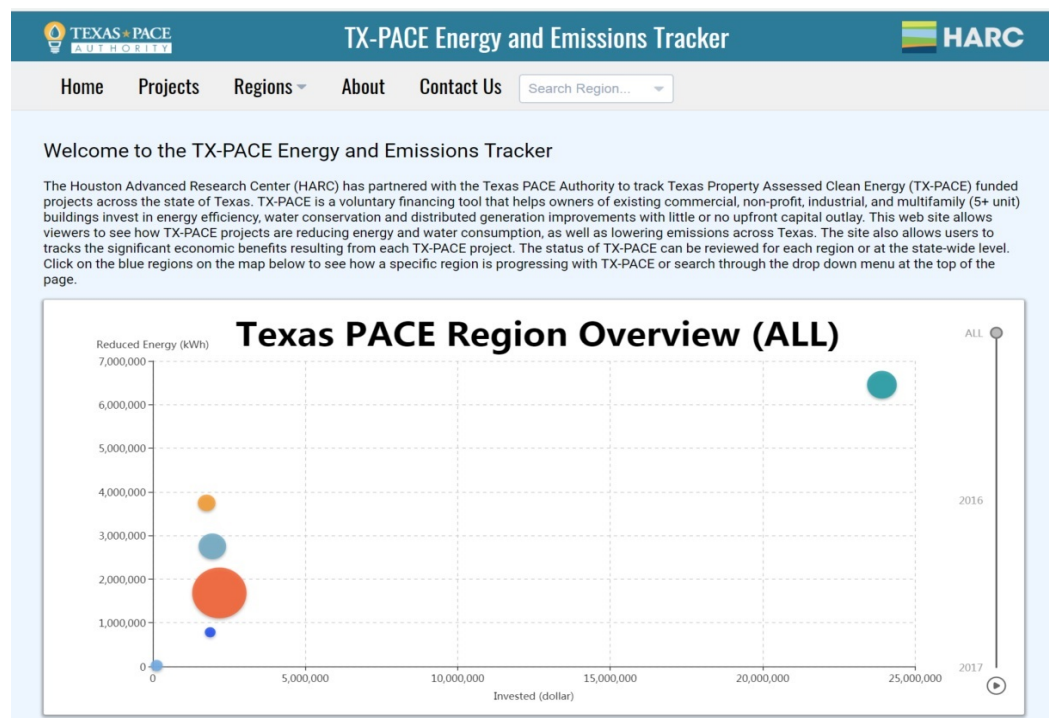 TEXAS★PACE
AUTHORITY
TX-PACE Energy and Emissions Tracker
HARC
Home Projects Regions About Contact Us Search Region...
Welcome to the TX-PACE Energy and Emissions Tracker
The Houston Advanced Research Center (HARC) has partnered with the Texas PACE Authority to track Texas Property Assessed Clean Energy (TX-PACE) funded
projects across the state of Texas. TX-PACE is a voluntary financing tool that helps owners of existing commercial, non-profit, industrial, and multifamily (5+ unit)
buildings invest in energy efficiency, water conservation and distributed generation improvements with little or no upfront capital outlay. This web site allows
viewers to see how TX-PACE projects are reducing energy and water consumption, as well as lowering emissions across Texas. The site also allows users to
tracks the significant economic benefits resulting from each TX-PACE project. The status of TX-PACE can be reviewed for each region or at the state-wide level.
Click on the blue regions on the map below to see how a specific region is progressing with TX-PACE or search through the drop down menu at the top of the
page.
Texas PACE Region Overview (ALL)
Reduced Energy (kWh)
7,000,000
6,000,000
5,000,000
4,000,000
3,000,000
2,000,000
1,000,000
0
0 5,000,000 10,000,000 15,000,000 20,000,000 25,000,000
Invested (dollar)
ALL
2016
2017